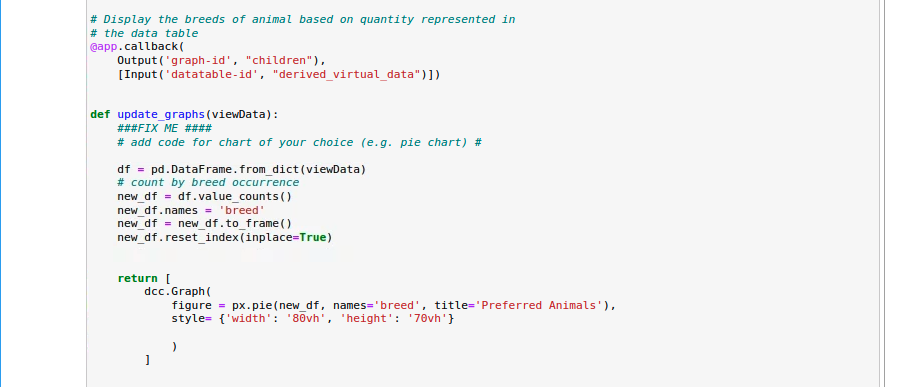 # Display the breeds of animal based on quantity represented in
# the data table
@app.callback(
    Output('graph-id', "children"),
    [Input('datatable-id', "derived_virtual_data")])
def update_graphs(viewData):
    ###FIX ME ####
    # add code for chart of your choice (e.g. pie chart) #
    df = pd.DataFrame.from_dict(viewData)
    # count by breed occurrence
    new_df = df.value_counts()
    new_df.names = 'breed'
    new_df = new_df.to_frame()
    new_df.reset_index(inplace=True)
    return [
        dcc.Graph(
            figure = px.pie(new_df, names='breed', title='Preferred Animals'),
            style= {'width': '80vh', 'height': '70vh'}
            )
        ]